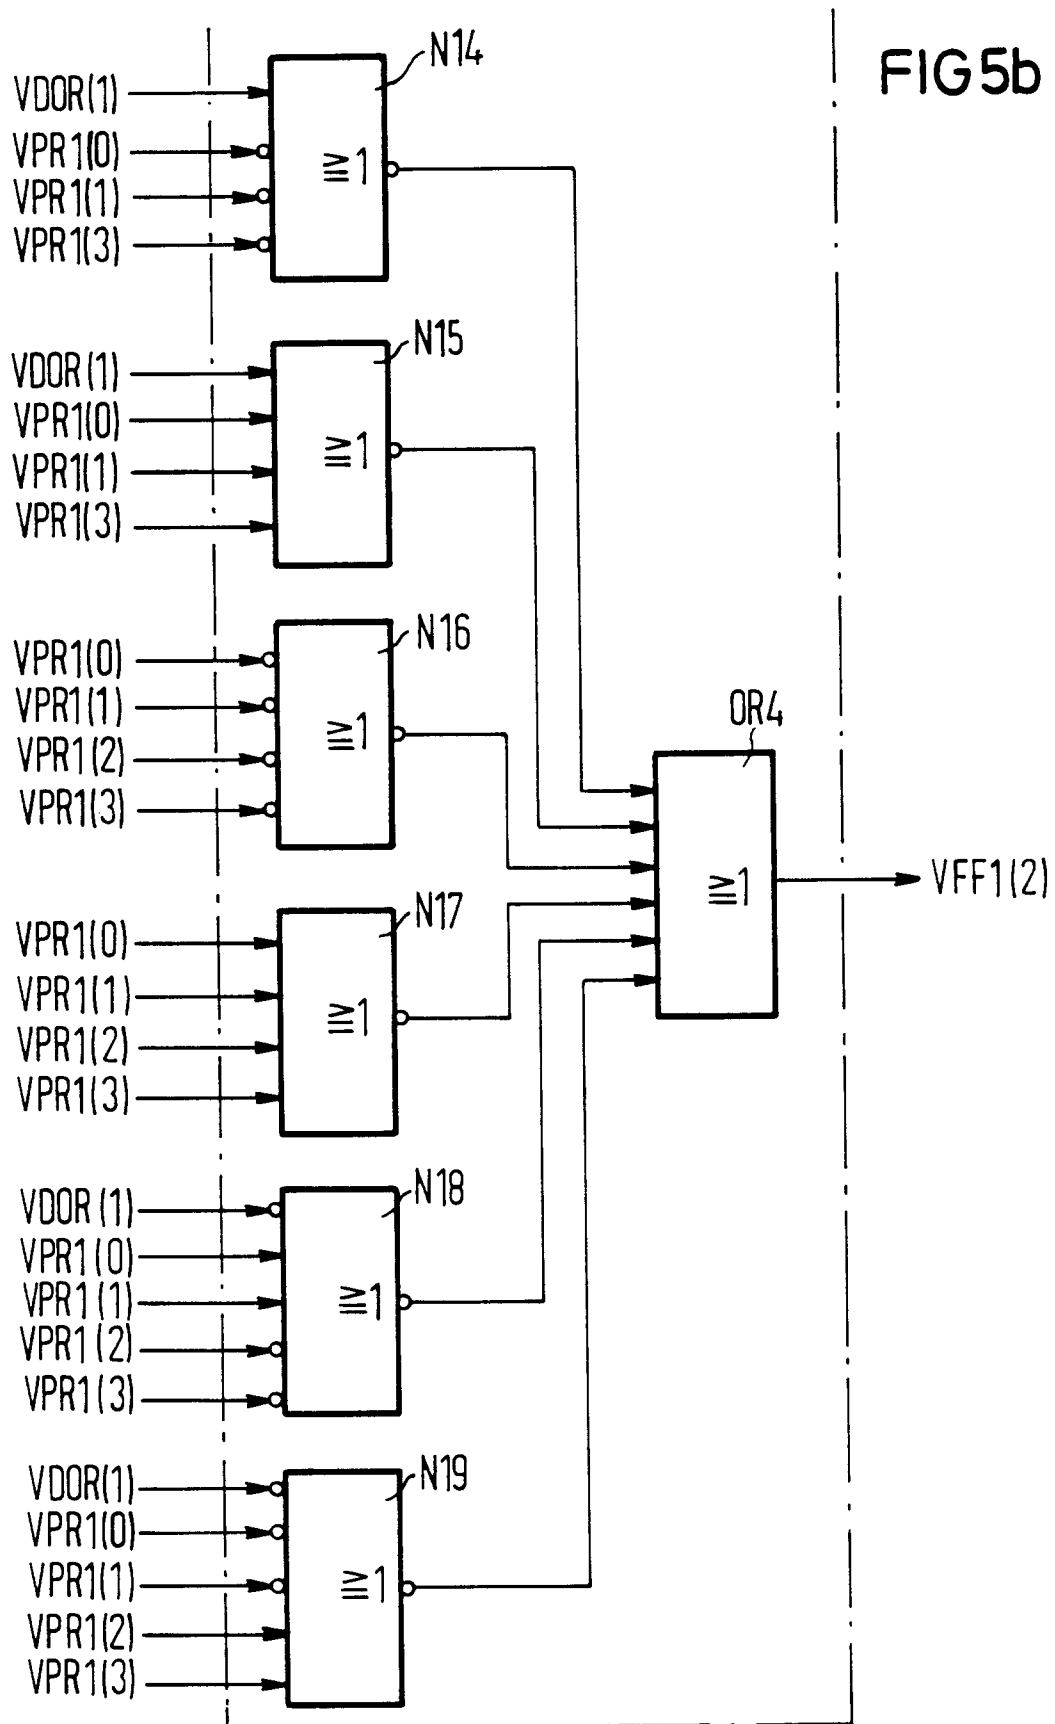 FIG 5b
N14
VDOR(1)
VPR1(0)
VPR1(1)
VPR1(3)
≥1
N15
VDOR(1)
VPR1(0)
VPR1(1)
VPR1(3)
≥1
N16
VPR1(0)
VPR1(1)
VPR1(2)
VPR1(3)
≥1
OR4
≥1
VFF1(2)
N17
VPR1(0)
VPR1(1)
VPR1(2)
VPR1(3)
≥1
N18
VDOR(1)
VPR1(0)
VPR1(1)
VPR1(2)
VPR1(3)
≥1
N19
VDOR(1)
VPR1(0)
VPR1(1)
VPR1(2)
VPR1(3)
≥1